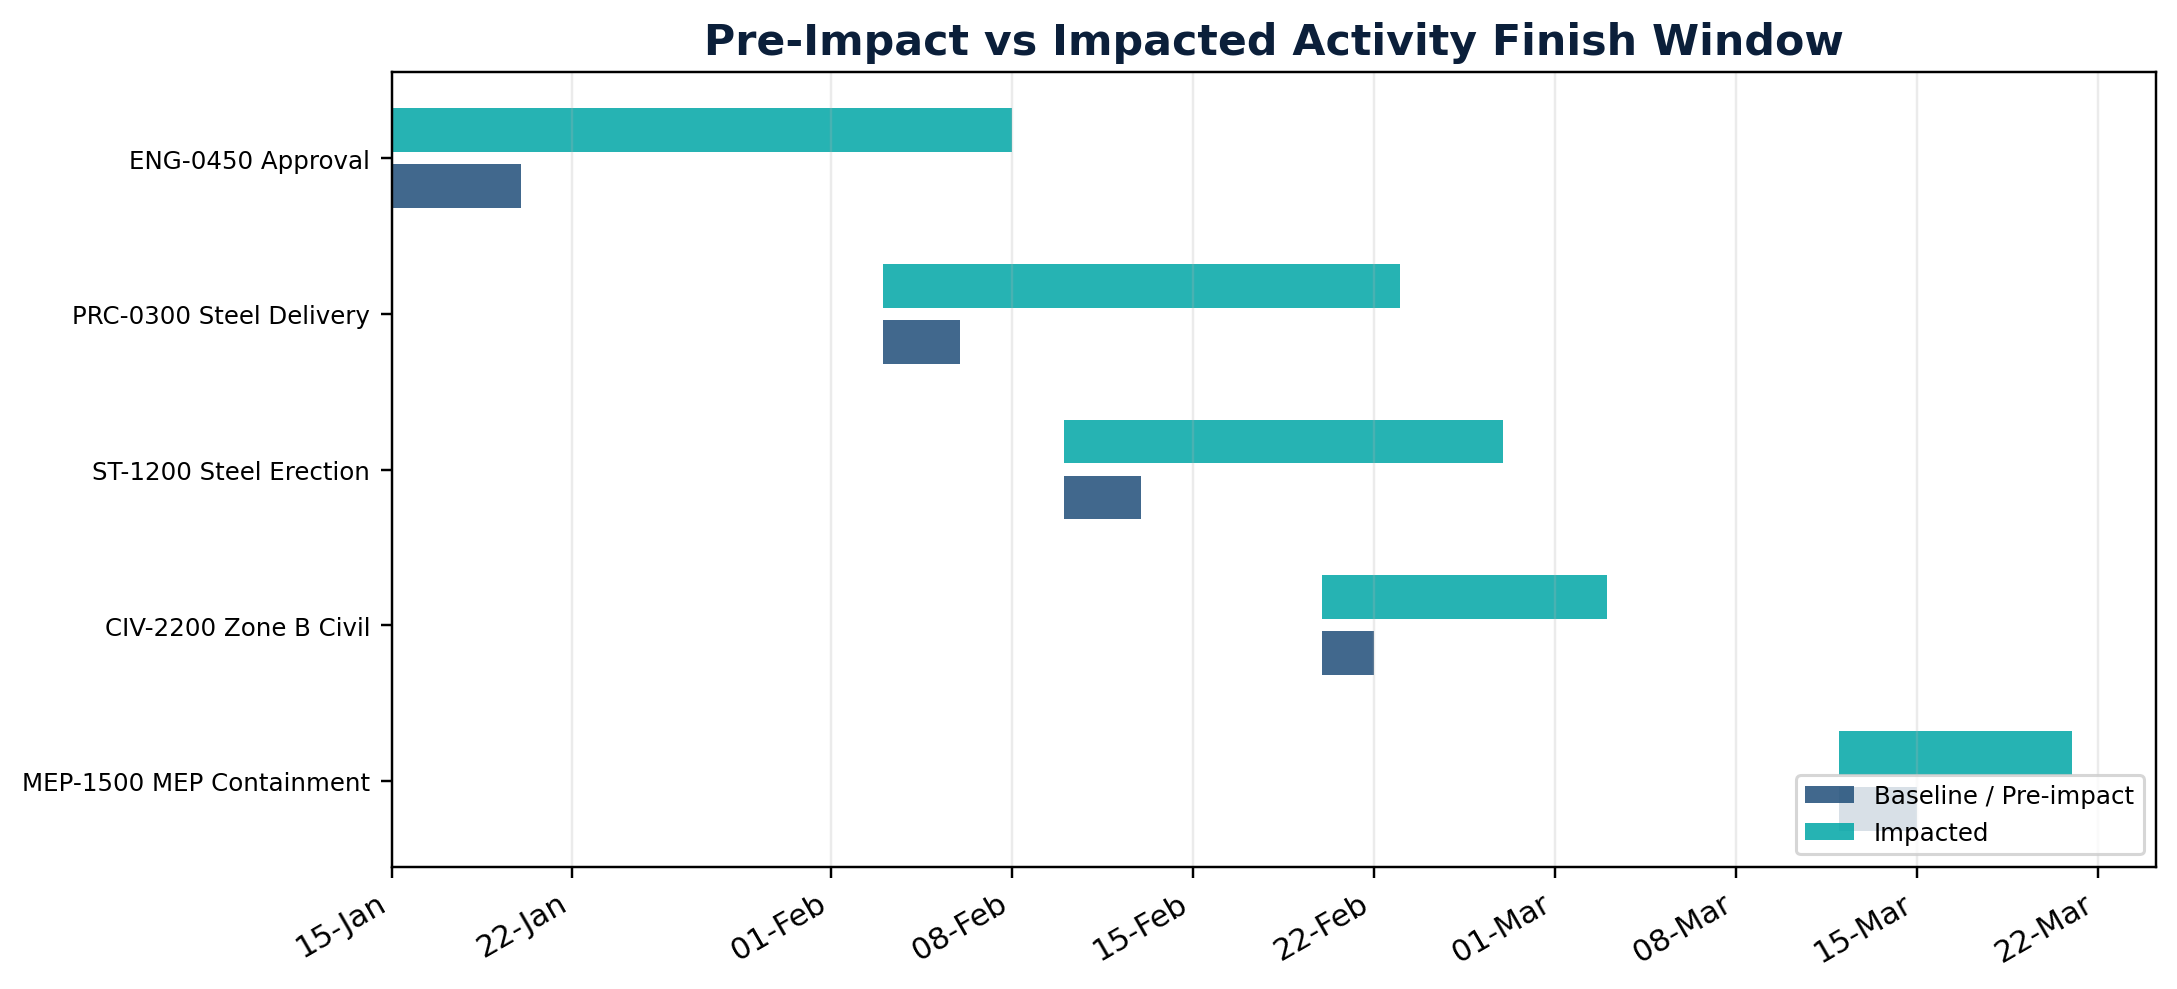 Pre-Impact vs Impacted Activity Finish Window
ENG-0450 Approval
PRC-0300 Steel Delivery
ST-1200 Steel Erection
CIV-2200 Zone B Civil
MEP-1500 MEP Containment
Baseline / Pre-impact
Impacted
15-Jan
22-Jan
01-Feb
08-Feb
15-Feb
22-Feb
01-Mar
08-Mar
15-Mar
22-Mar